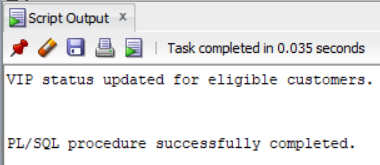 Script Output x
Task completed in 0.035 seconds
VIP status updated for eligible customers.
PL/SQL procedure successfully completed.